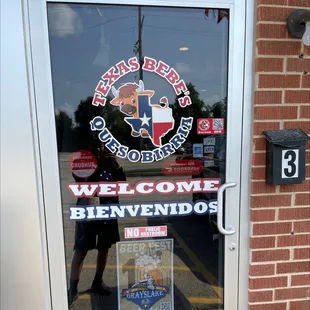 TEXAS BEBE'S
QUESOBIRRIA
WELCOME
BIENVENIDOS
3
NO
BEER FEST
GRAYSLAKE